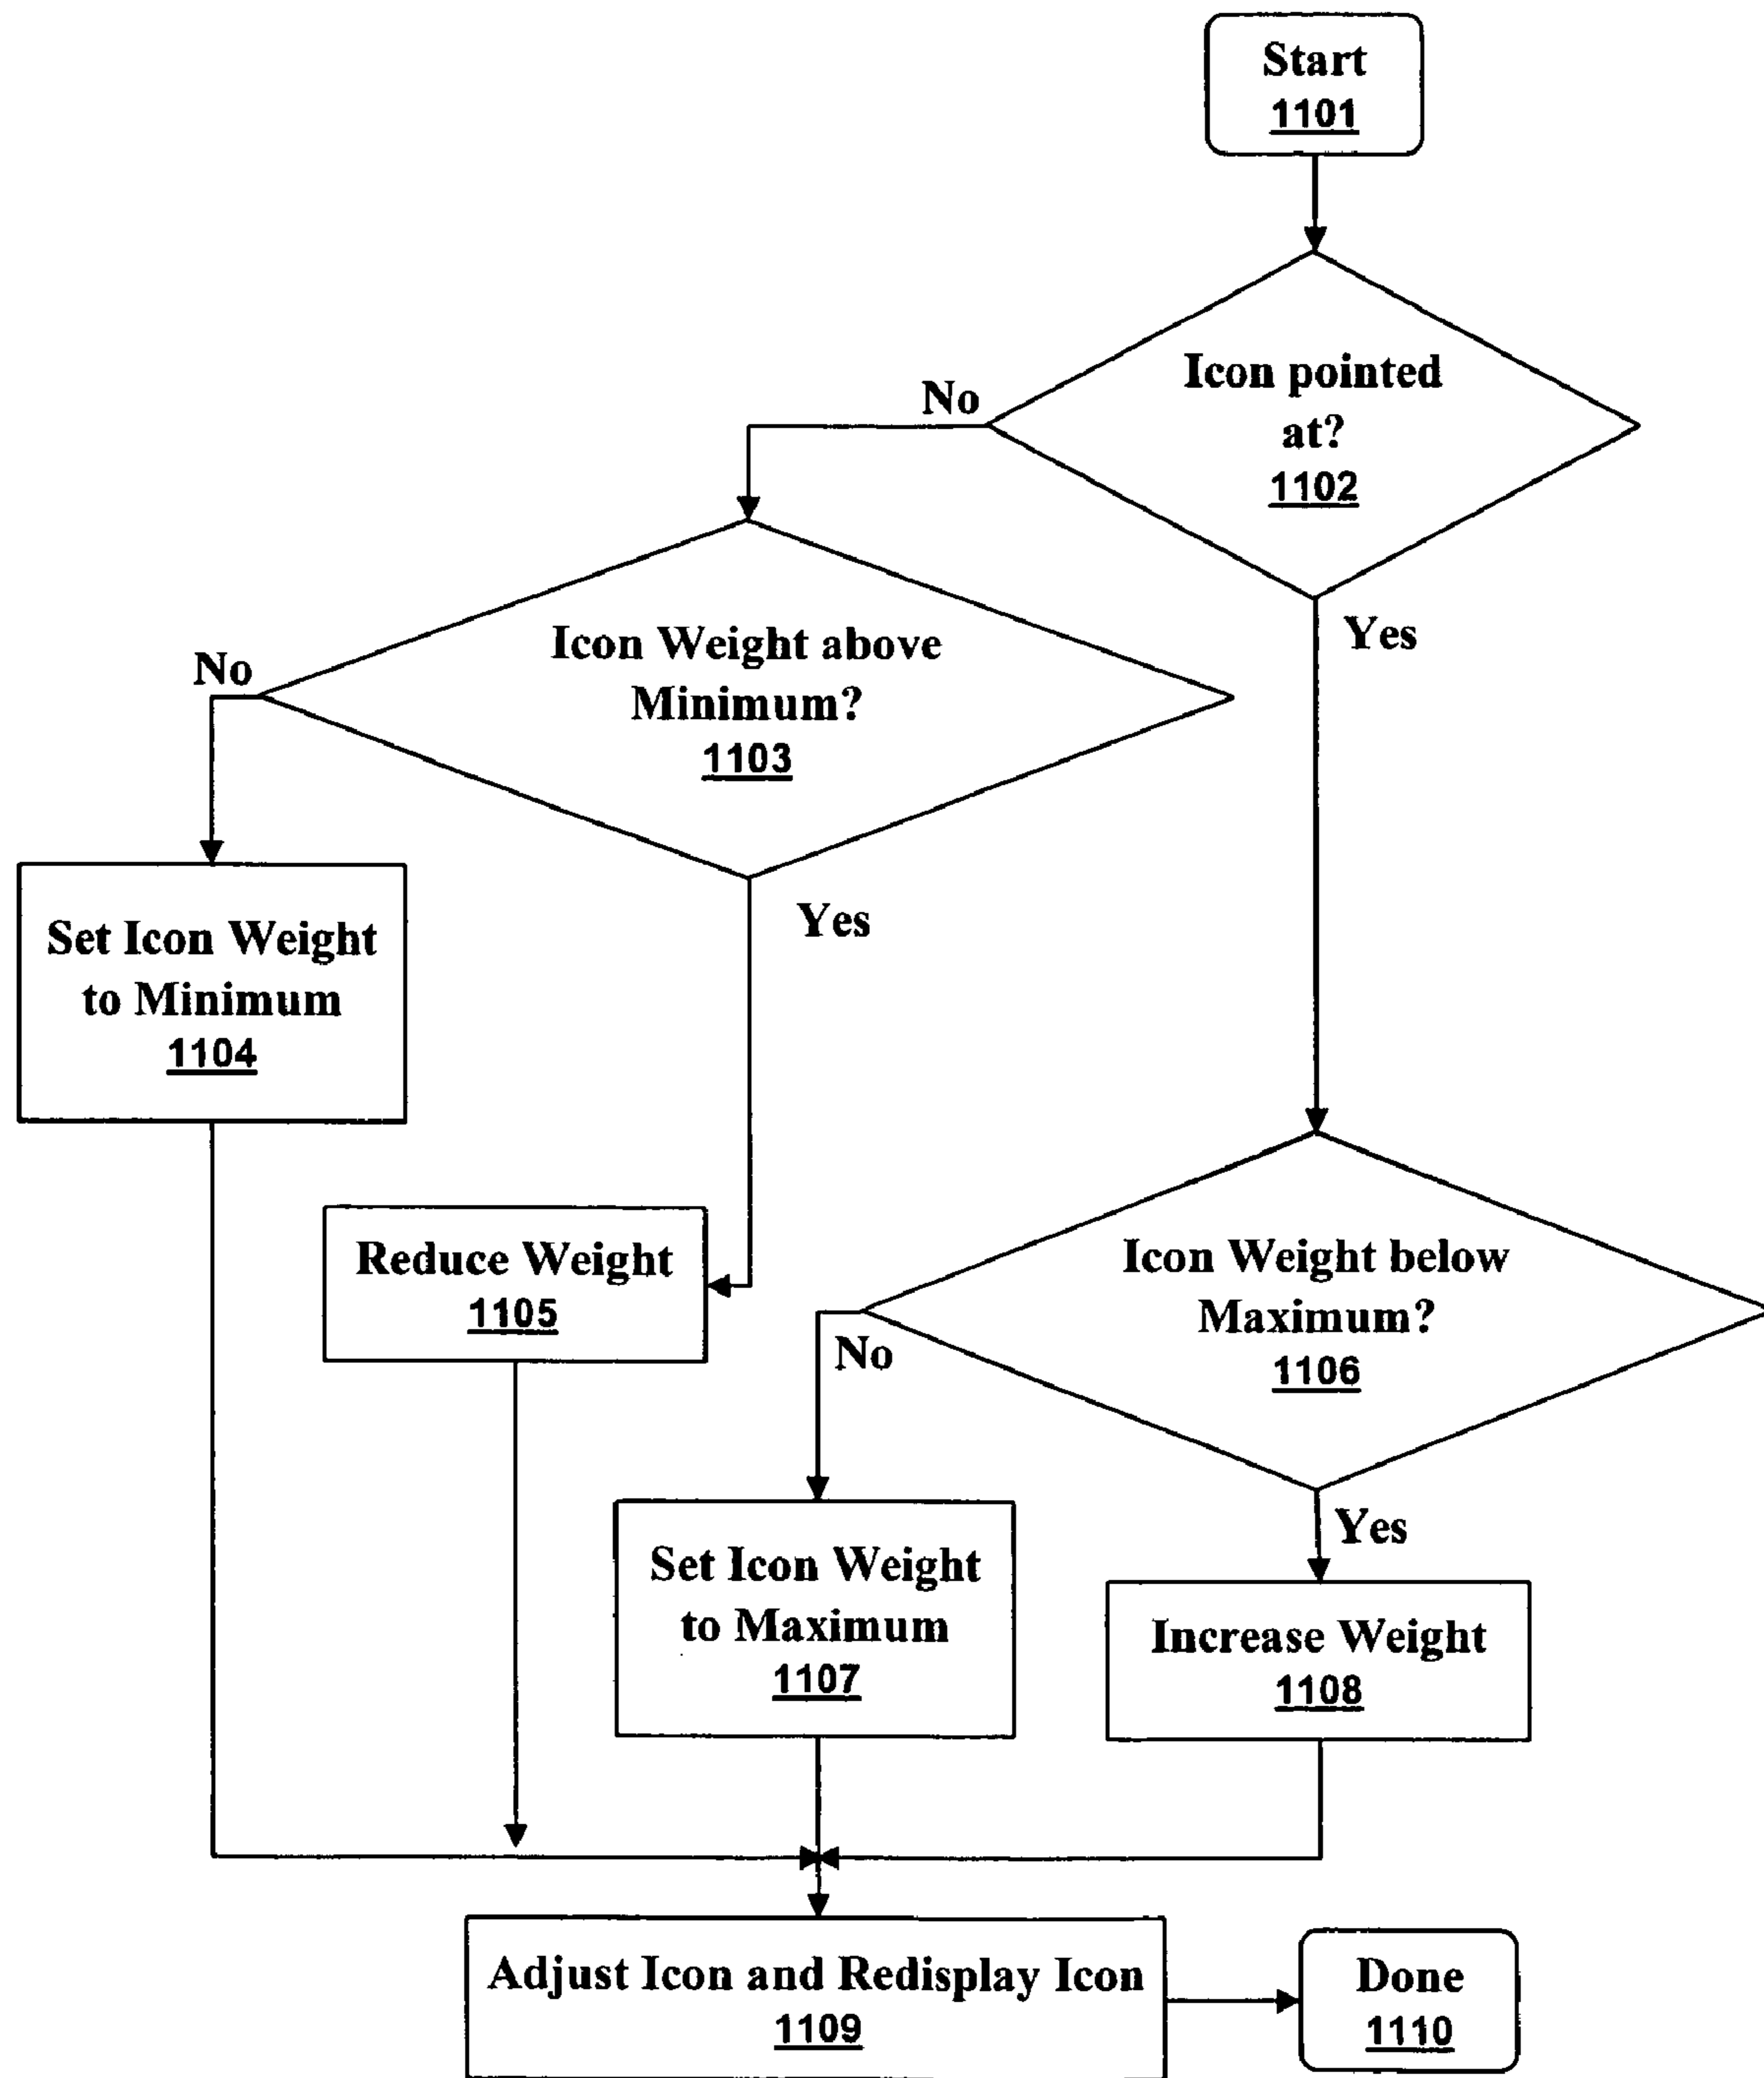 Start
1101
Icon pointed
at?
1102
No
Yes
Icon Weight above
Minimum?
1103
No
Yes
Set Icon Weight
to Minimum
1104
Reduce Weight
1105
Icon Weight below
Maximum?
1106
No
Yes
Set Icon Weight
to Maximum
1107
Increase Weight
1108
Adjust Icon and Redisplay Icon
1109
Done
1110